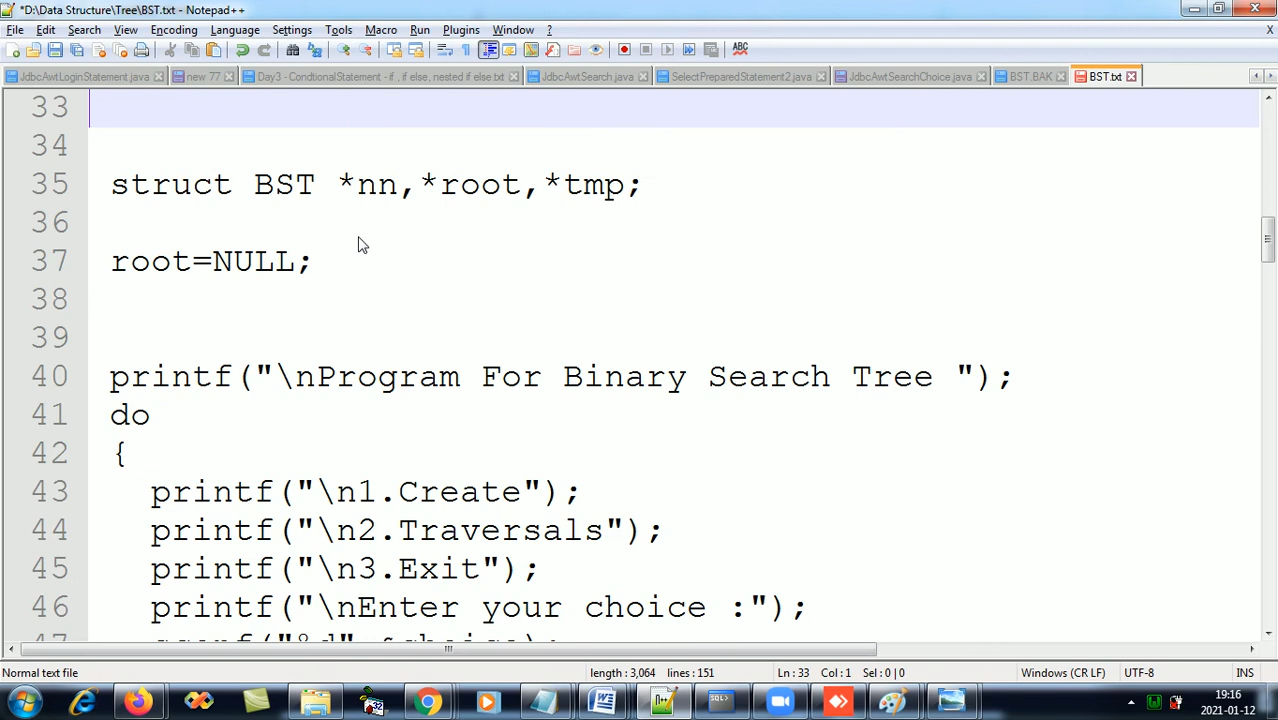 *D:\Data Structure\Tree\BST.txt - Notepad++
File Edit Search View Encoding Language Settings Tools Macro Run Plugins Window ? X
JdbcAwtLoginStatement.java new 77 Day3 - CondtionalStatement - if , if else, nested if else.txt JdbcAwtSearch.java SelectPreparedStatement2.java JdbcAwtSearchChoice.java BST.BAK BST.txt
33
34
35 struct BST *nn,*root,*tmp;
36
37 root=NULL;
38
39
40 printf("\nProgram For Binary Search Tree ");
41 do
42 {
43 printf("\n1.Create");
44 printf("\n2.Traversals");
45 printf("\n3.Exit");
46 printf("\nEnter your choice :");
47 scanf("%d",&choice);
Normal text file length : 3,064 lines : 151 Ln : 33 Col : 1 Sel : 0 | 0 Windows (CR LF) UTF-8 INS
19:16
2021-01-12